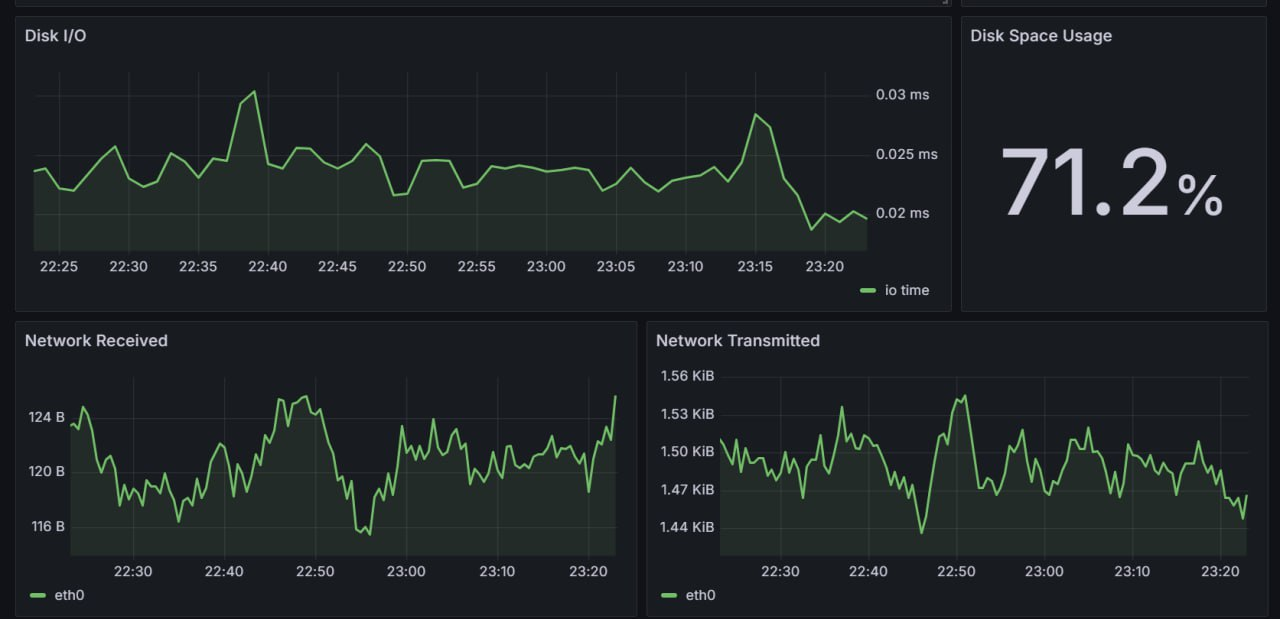 Disk I/O
Disk Space Usage
0.03 ms
0.025 ms
0.02 ms
71.2%
22:25 22:30 22:35 22:40 22:45 22:50 22:55 23:00 23:05 23:10 23:15 23:20
io time
Network Received
124 B
120 B
116 B
22:30 22:40 22:50 23:00 23:10 23:20
eth0
Network Transmitted
1.56 KiB
1.53 KiB
1.50 KiB
1.47 KiB
1.44 KiB
22:30 22:40 22:50 23:00 23:10 23:20
eth0